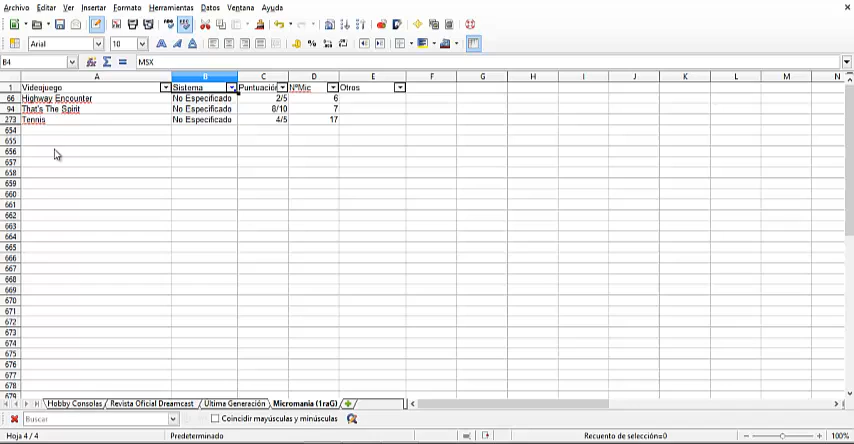 Archivo Editar Ver Insertar Formato Herramientas Datos Ventana Ayuda
Arial 10
B4 MSX
A B C D E F G H I J K L M N
1 Videojuego Sistema Puntuación NºMic Otros
66 Highway Encounter No Especificado 2/5 6
94 That's The Spirit No Especificado 8/10 7
273 Tennis No Especificado 4/5 17
654
655
656
657
658
659
660
661
662
663
664
665
666
667
668
669
670
671
672
673
674
675
676
677
678
679
Hobby Consolas Revista Oficial Dreamcast Ultima Generación Micromania (1raG)
Buscar Coincidir mayúsculas y minúsculas
Hoja 4 / 4 Predeterminado Recuento de selección=0 100%